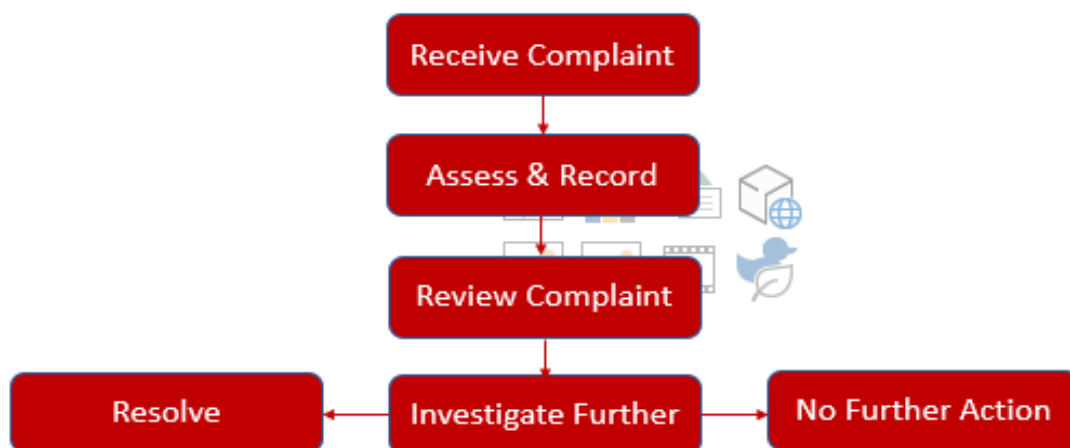 Receive Complaint
Assess & Record
Review Complaint
Resolve
Investigate Further
No Further Action